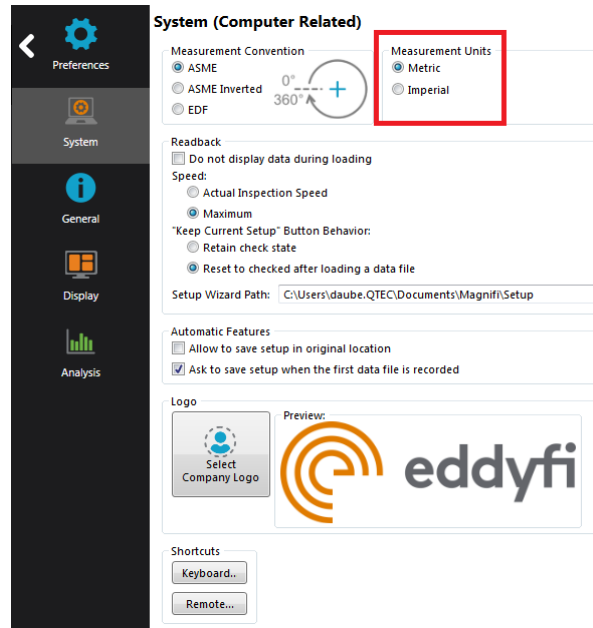 System (Computer Related)
Preferences
System
General
Display
Analysis
Measurement Convention
ASME
ASME Inverted
EDF
0°
360°
Measurement Units
Metric
Imperial
Readback
Do not display data during loading
Speed:
Actual Inspection Speed
Maximum
"Keep Current Setup" Button Behavior:
Retain check state
Reset to checked after loading a data file
Setup Wizard Path: C:\Users\daube.QTEC\Documents\Magnifi\Setup
Automatic Features
Allow to save setup in original location
Ask to save setup when the first data file is recorded
Logo
Select
Company Logo
Preview:
eddyfi
Shortcuts
Keyboard..
Remote...